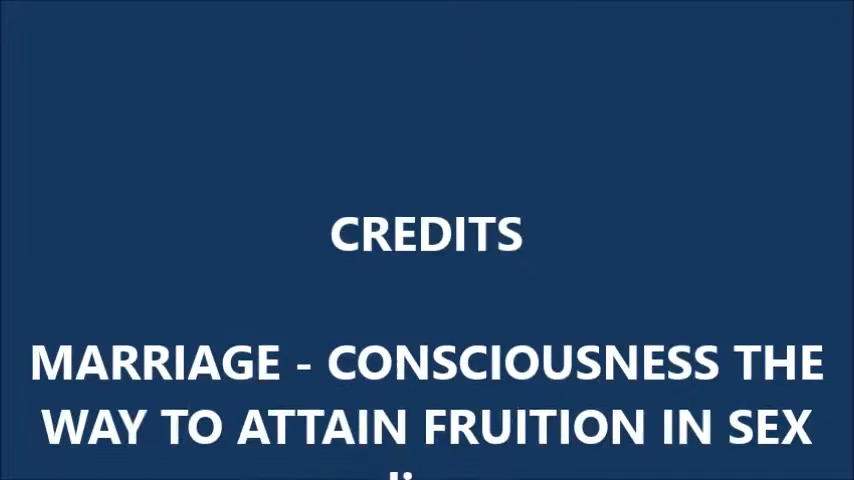 CREDITS
MARRIAGE - CONSCIOUSNESS THE
WAY TO ATTAIN FRUITION IN SEX